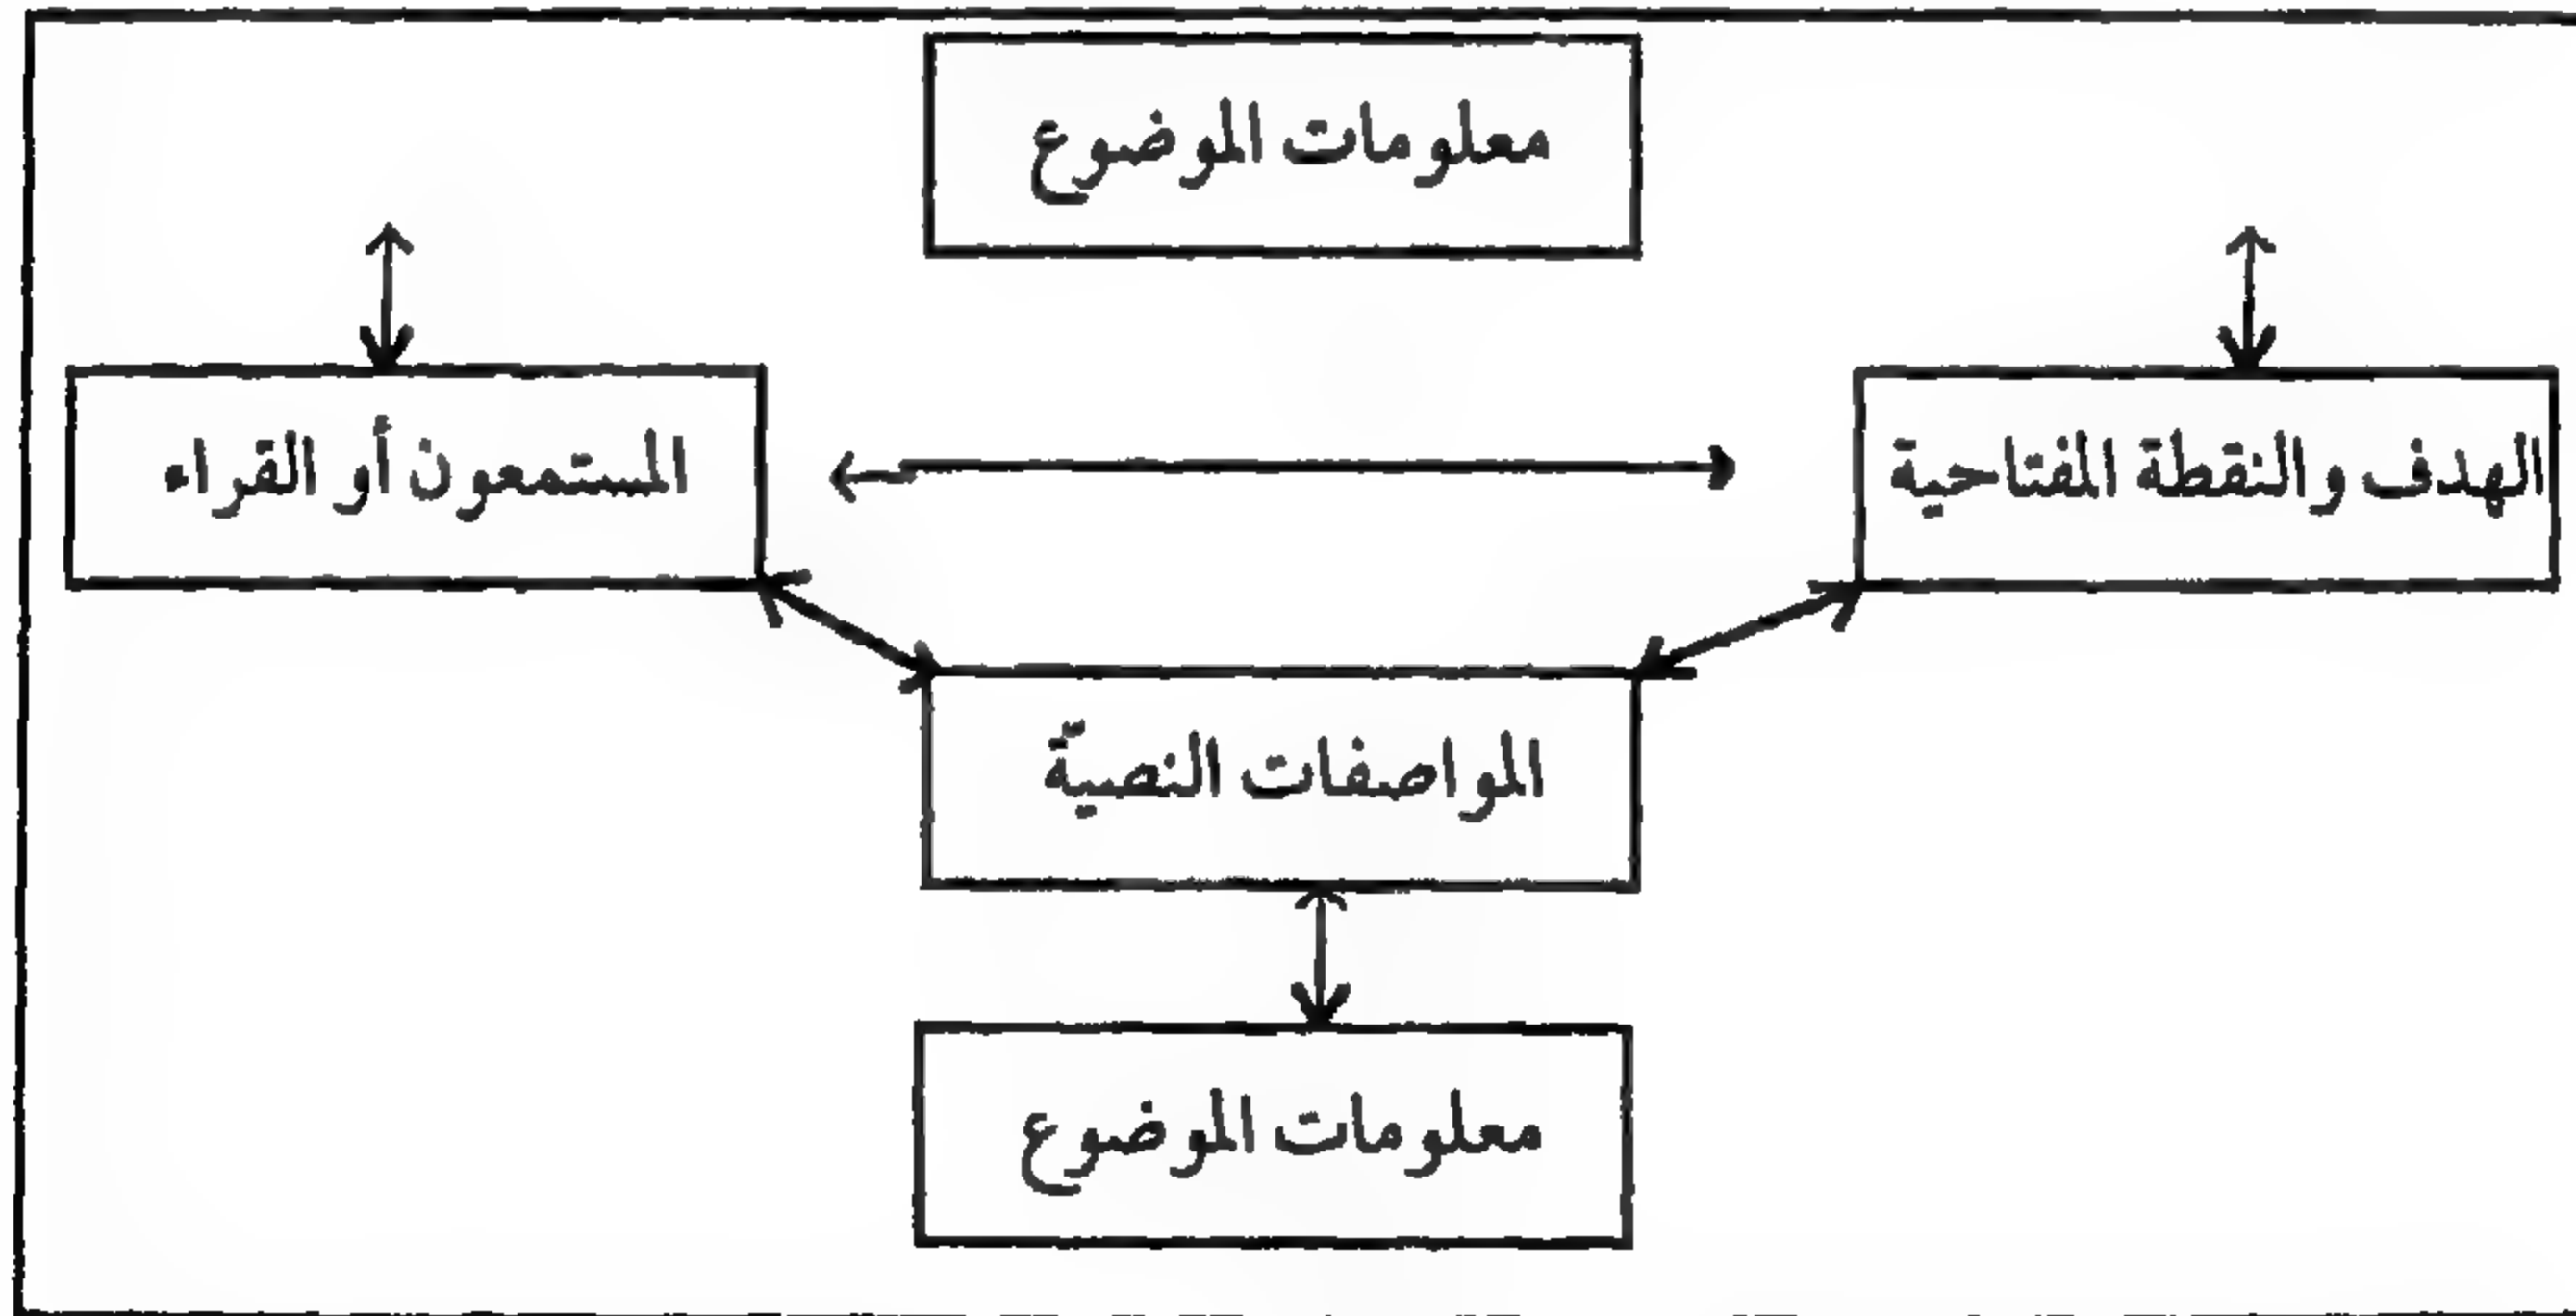 معلومات الموضوع
الهدف والنقطة المفتاحية
المستمعون أو القراء
المواصفات النصيّة
معلومات الموضوع